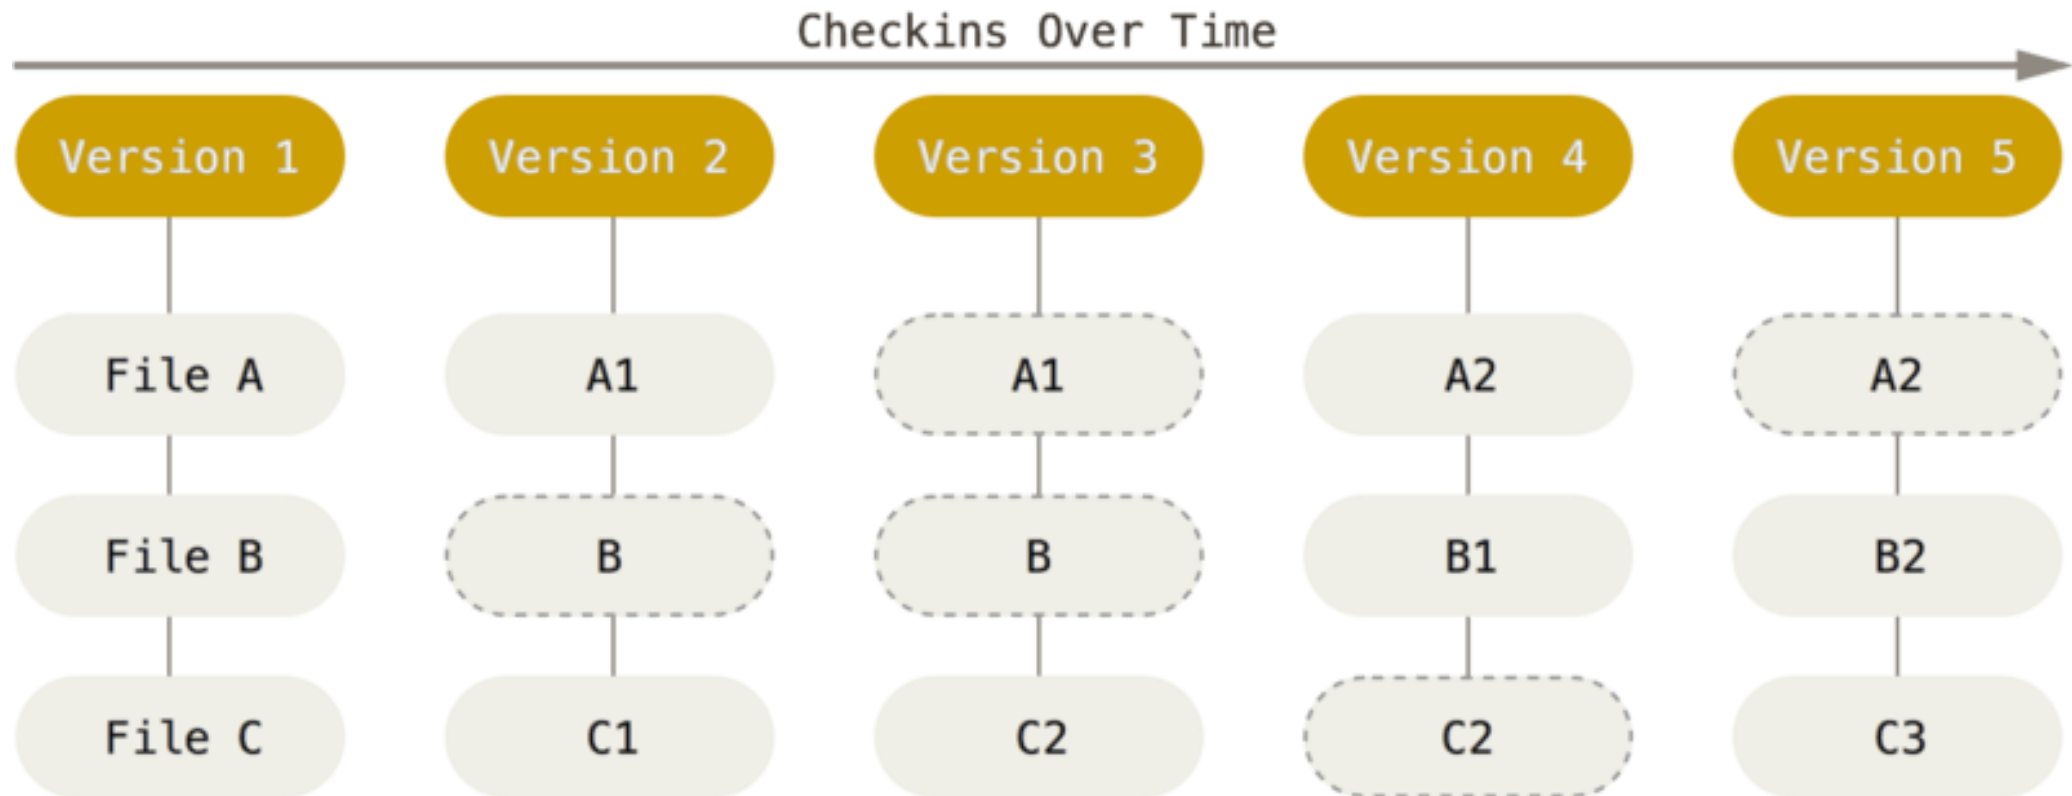 Checkins Over Time
Version 1 Version 2 Version 3 Version 4 Version 5
File A A1 A1 A2 A2
File B B B B1 B2
File C C1 C2 C2 C3